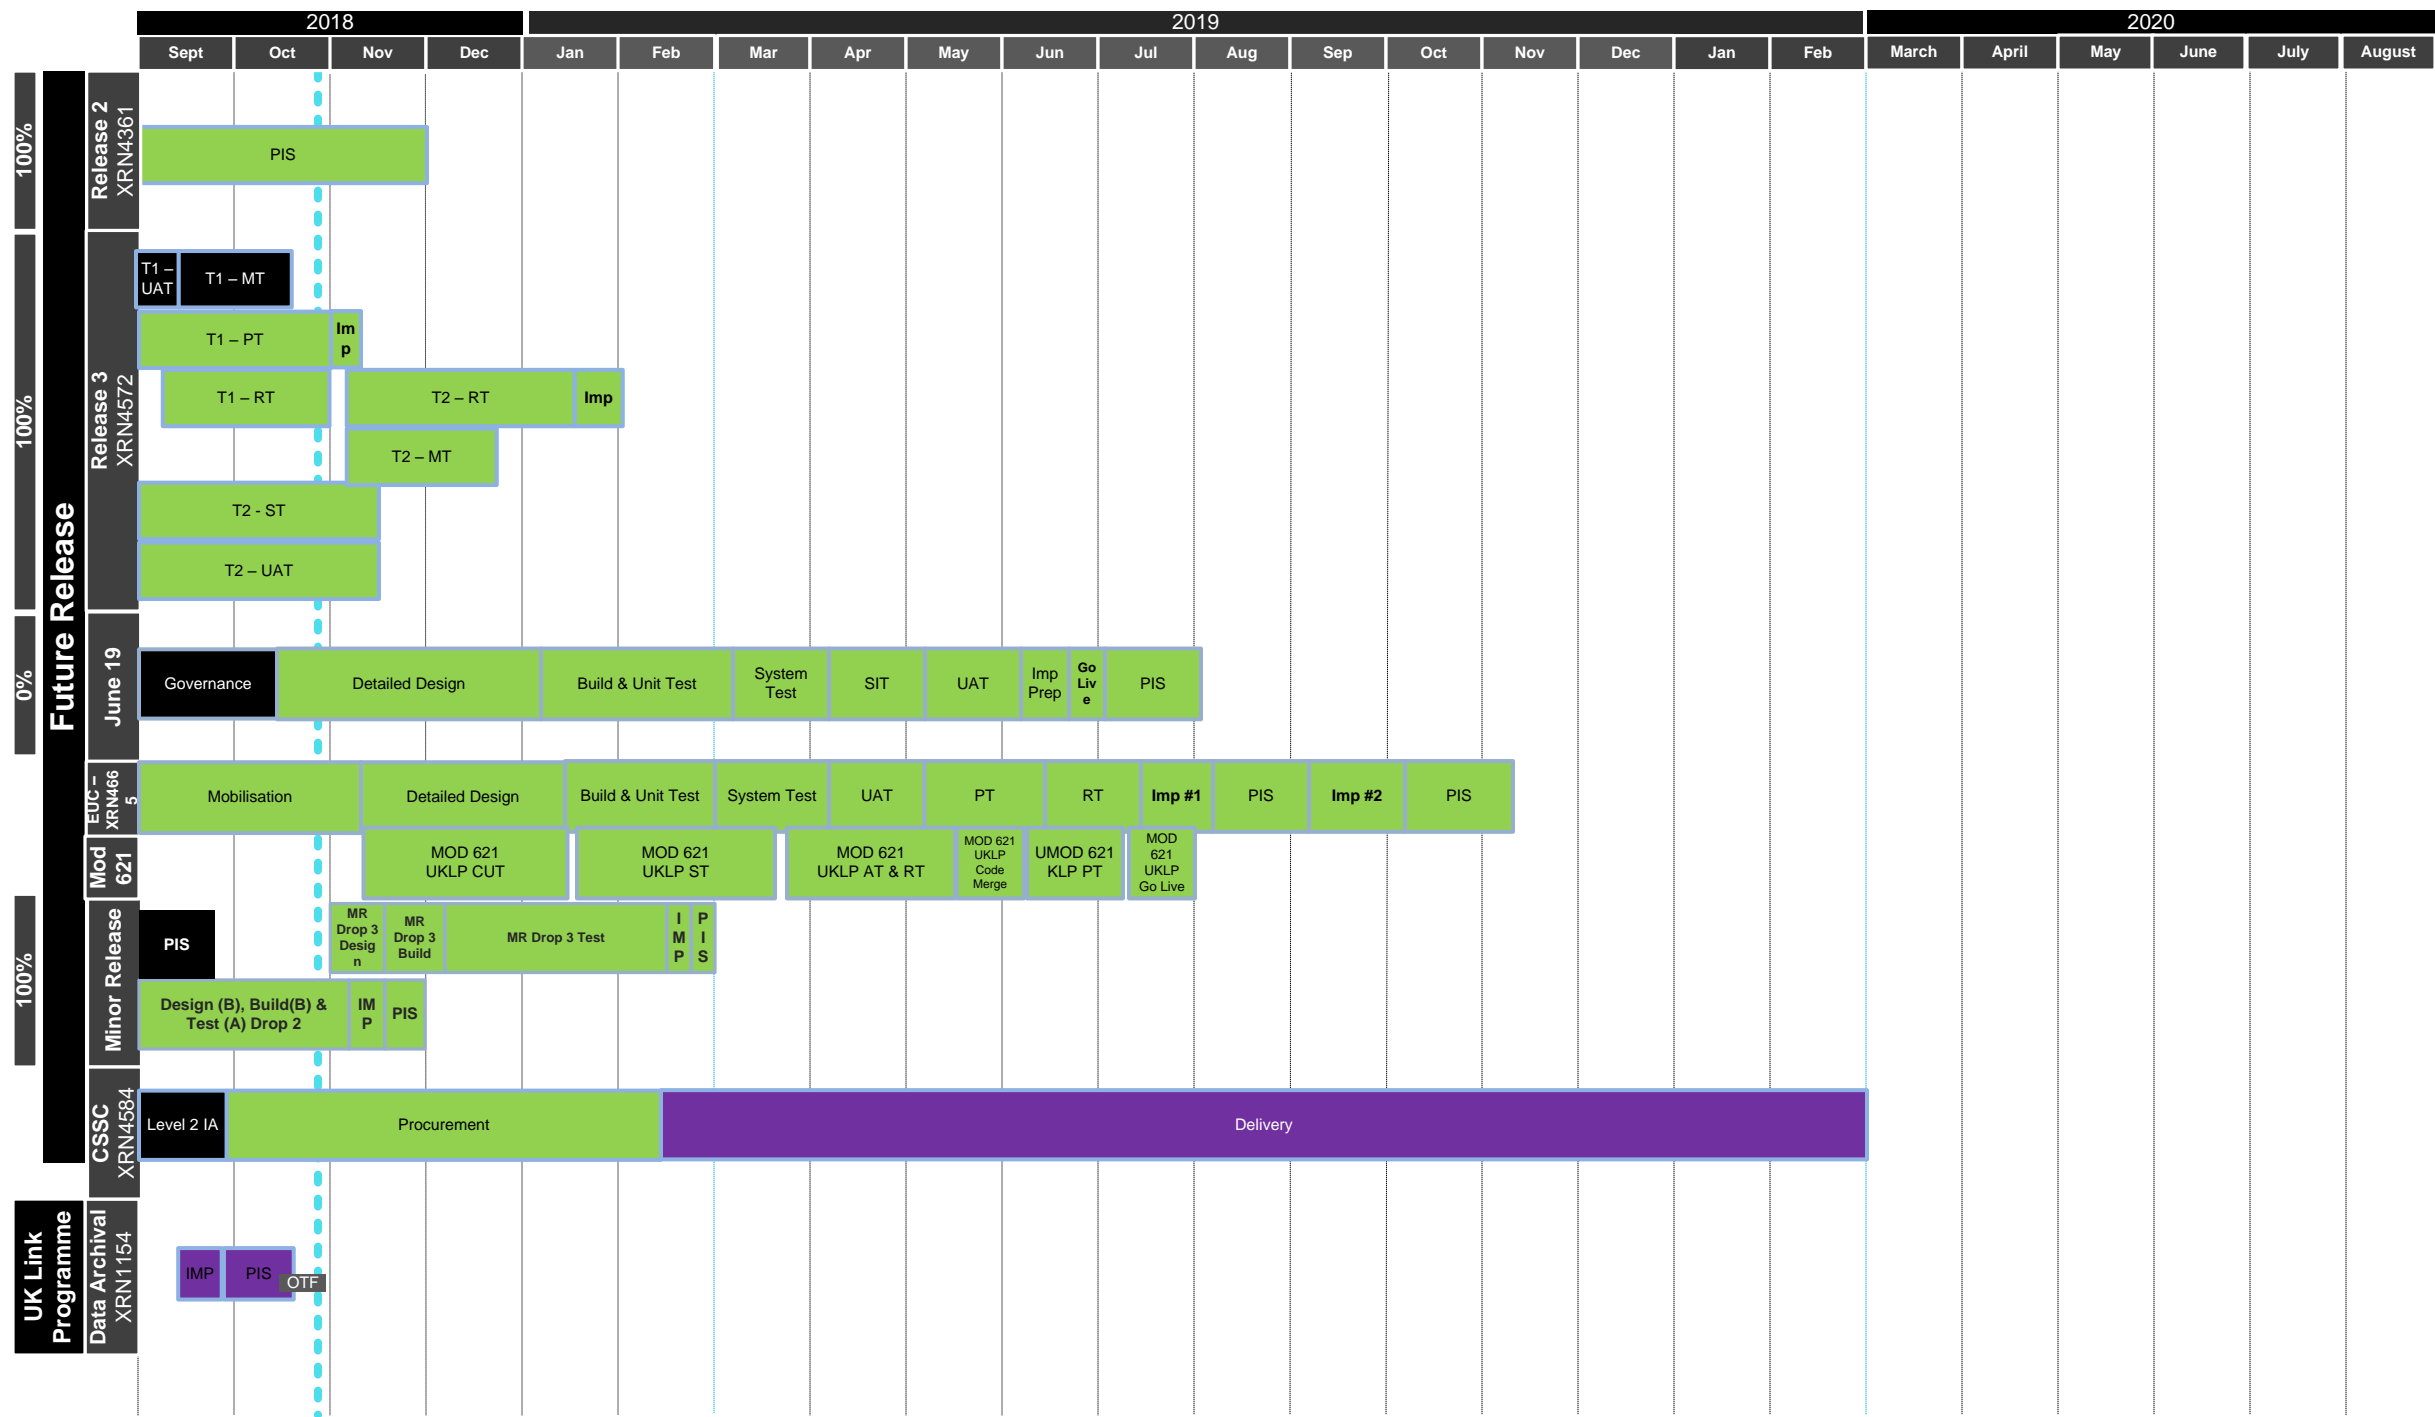 2018
2019
2020
Sept
Oct
Nov
Dec
Jan
Feb
Mar
Apr
May
Jun
Jul
Aug
Sep
Oct
Nov
Dec
Jan
Feb
March
April
May
June
July
August
Future Release
100%
Release 2
XRN4361
PIS
100%
Release 3
XRN4572
T1 –
UAT
T1 – MT
T1 – PT
Im
p
T1 – RT
T2 – RT
Imp
T2 – MT
T2 - ST
T2 – UAT
0%
June 19
Governance
Detailed Design
Build & Unit Test
System
Test
SIT
UAT
Imp
Prep
Go
Liv
e
PIS
EUC –
XRN466
5
Mobilisation
Detailed Design
Build & Unit Test
System Test
UAT
PT
RT
Imp #1
PIS
Imp #2
PIS
Mod
621
MOD 621
UKLP CUT
MOD 621
UKLP ST
MOD 621
UKLP AT & RT
MOD 621
UKLP
Code
Merge
UMOD 621
KLP PT
MOD
621
UKLP
Go Live
100%
Minor Release
PIS
MR
Drop 3
Desig
n
MR
Drop 3
Build
MR Drop 3 Test
I
M
P
P
I
S
Design (B), Build(B) &
Test (A) Drop 2
IM
P
PIS
CSSC
XRN4584
Level 2 IA
Procurement
Delivery
UK Link
Programme
Data Archival
XRN1154
IMP
PIS
OTF